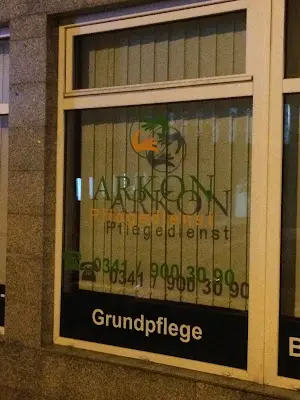 ARKON
Pflegedienst
☎ 0341 / 900 30 90
Grundpflege
B